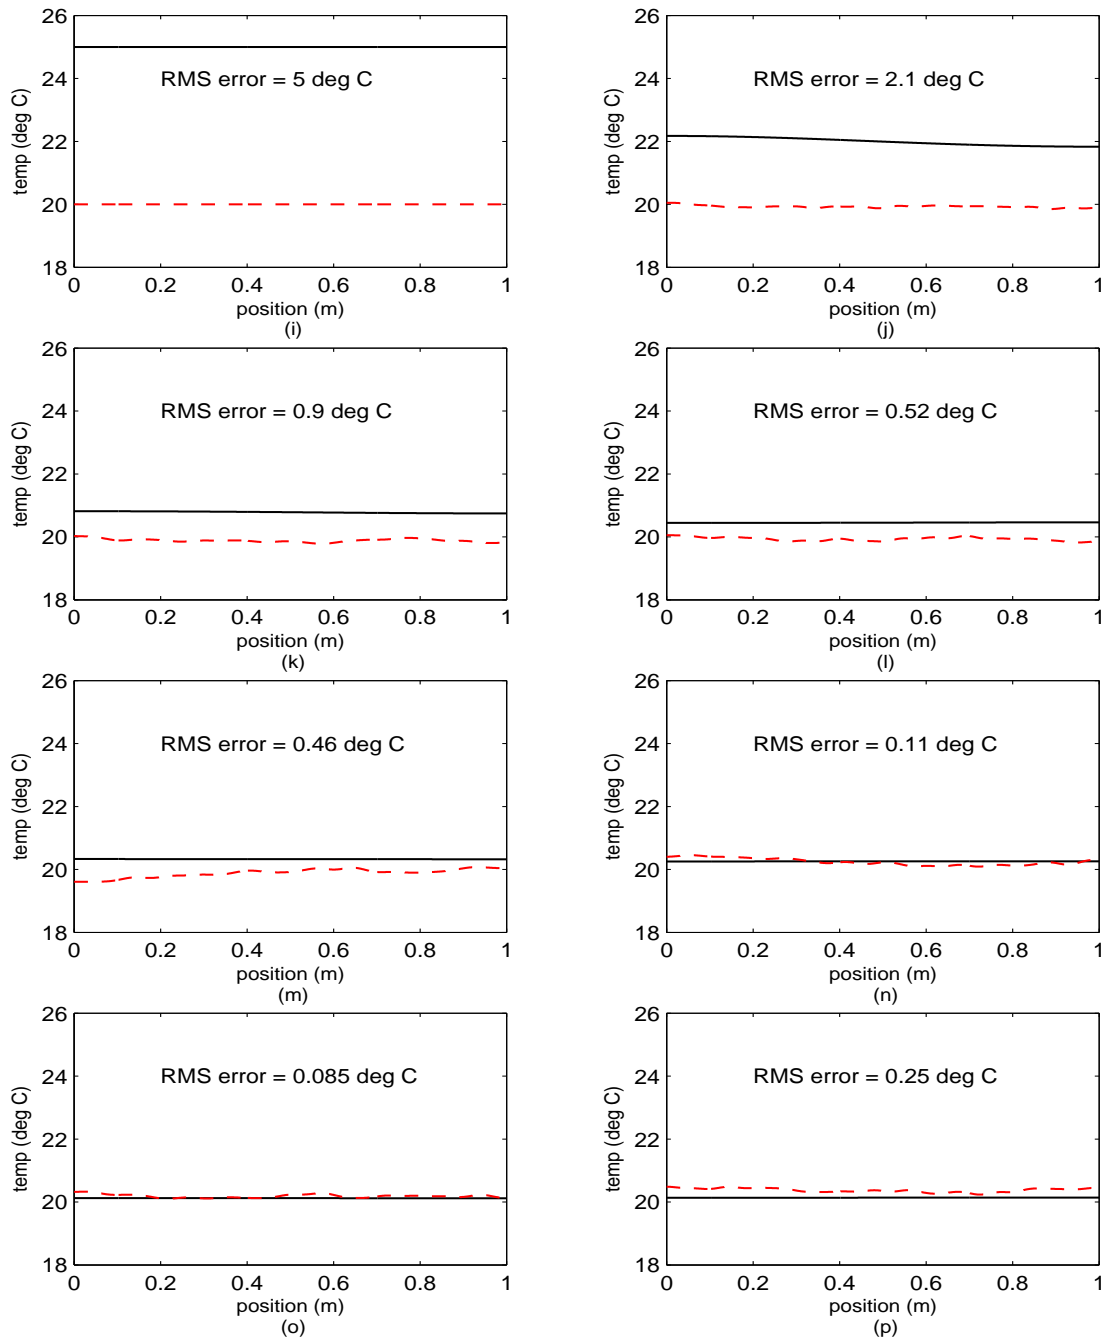 26
24
22
20
18
temp (deg C)
RMS error = 5 deg C
0 0.2 0.4 0.6 0.8 1
position (m)
(i)
26
24
22
20
18
temp (deg C)
RMS error = 2.1 deg C
0 0.2 0.4 0.6 0.8 1
position (m)
(j)
26
24
22
20
18
temp (deg C)
RMS error = 0.9 deg C
0 0.2 0.4 0.6 0.8 1
position (m)
(k)
26
24
22
20
18
temp (deg C)
RMS error = 0.52 deg C
0 0.2 0.4 0.6 0.8 1
position (m)
(l)
26
24
22
20
18
temp (deg C)
RMS error = 0.46 deg C
0 0.2 0.4 0.6 0.8 1
position (m)
(m)
26
24
22
20
18
temp (deg C)
RMS error = 0.11 deg C
0 0.2 0.4 0.6 0.8 1
position (m)
(n)
26
24
22
20
18
temp (deg C)
RMS error = 0.085 deg C
0 0.2 0.4 0.6 0.8 1
position (m)
(o)
26
24
22
20
18
temp (deg C)
RMS error = 0.25 deg C
0 0.2 0.4 0.6 0.8 1
position (m)
(p)